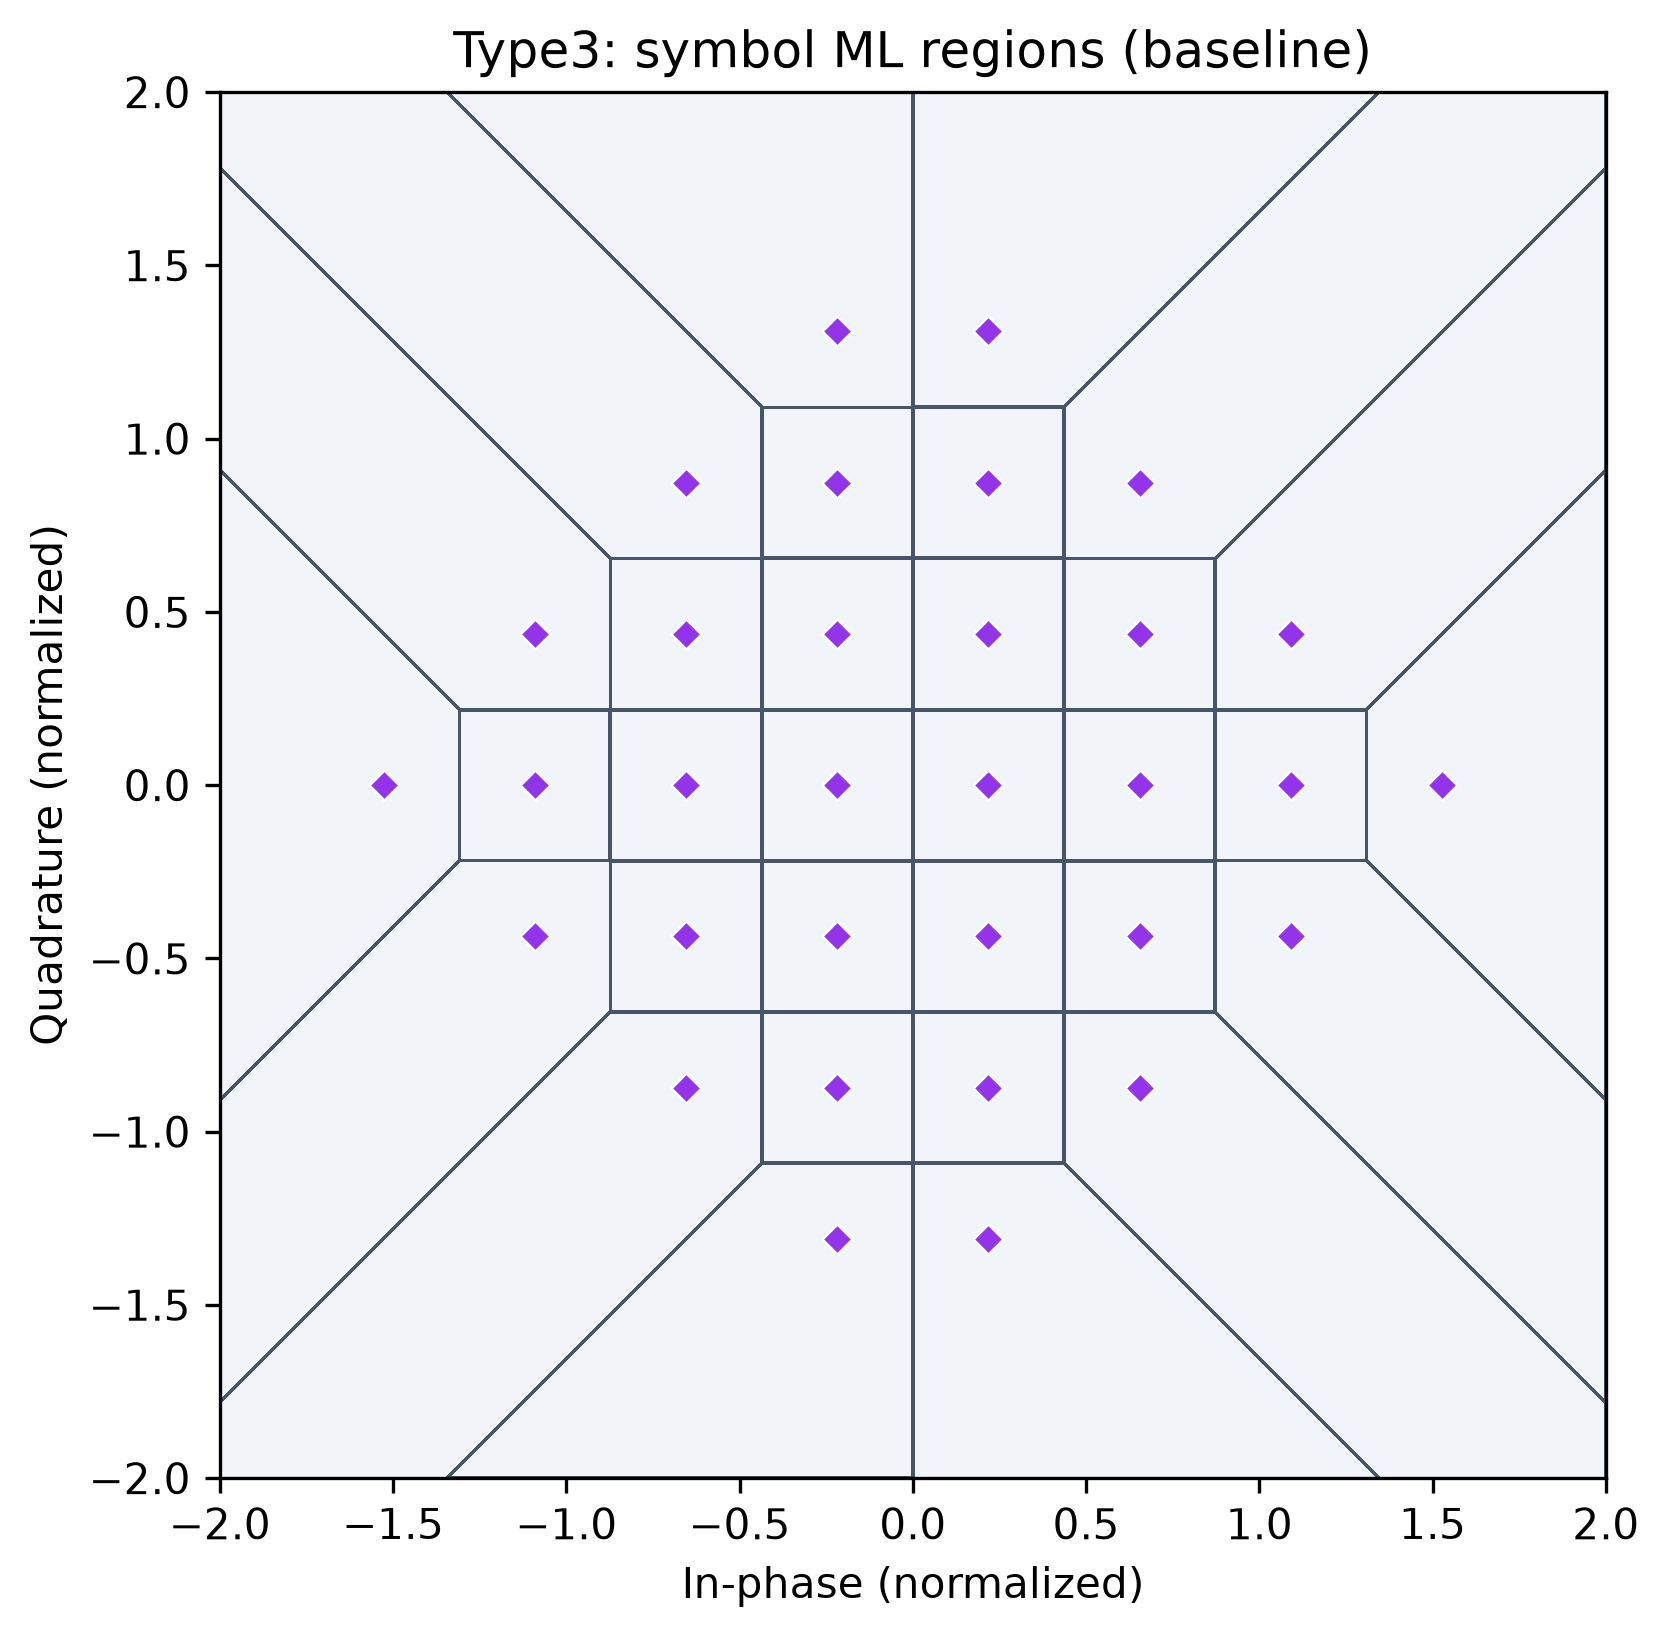 Type3: symbol ML regions (baseline)
2.0
1.5
1.0
0.5
0.0
−0.5
−1.0
−1.5
−2.0
Quadrature (normalized)
−2.0 −1.5 −1.0 −0.5 0.0 0.5 1.0 1.5 2.0
In-phase (normalized)